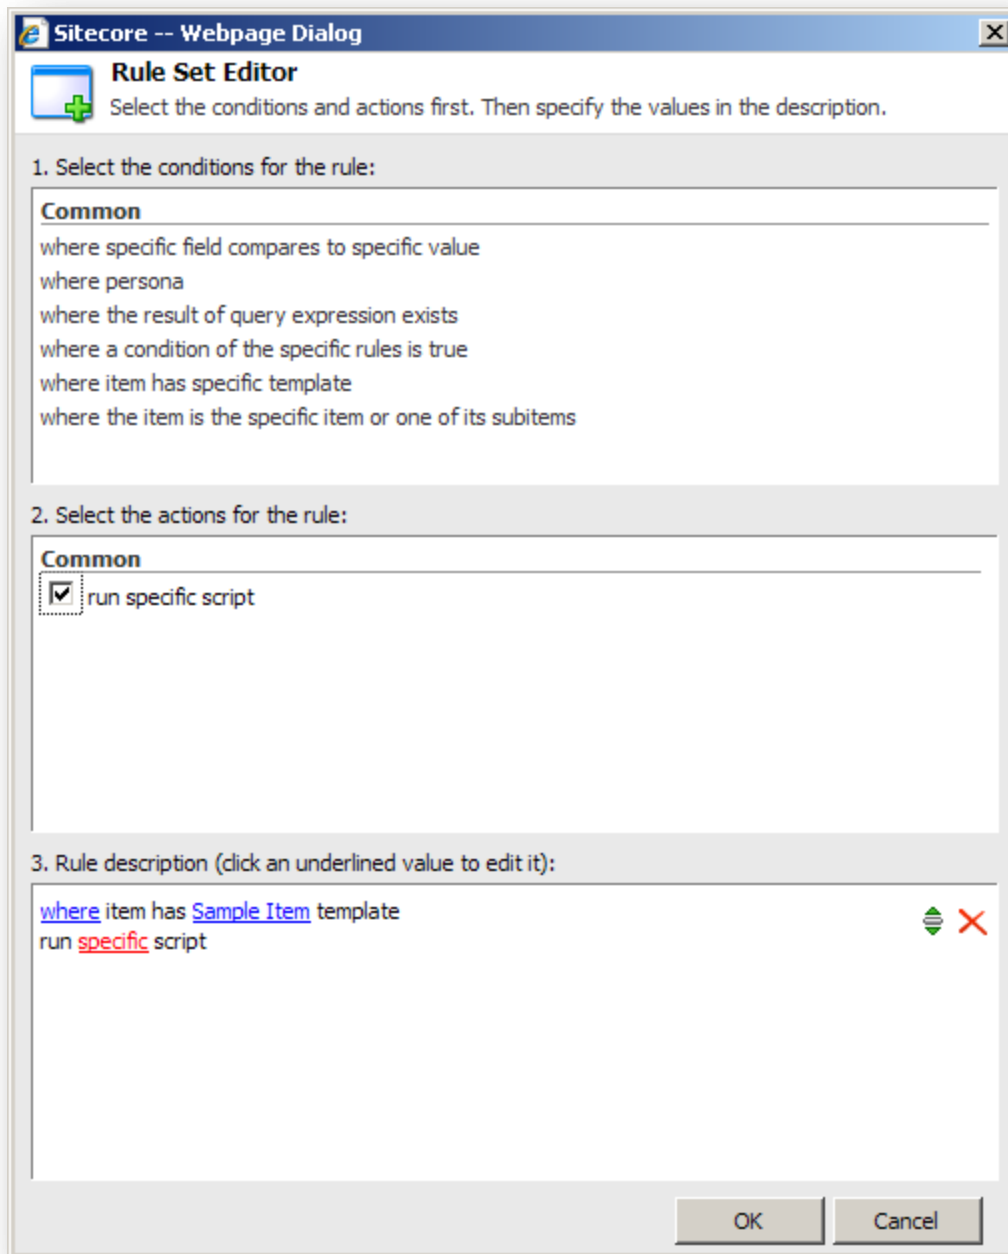 Sitecore -- Webpage Dialog
Rule Set Editor
Select the conditions and actions first. Then specify the values in the description.
1. Select the conditions for the rule:
Common
where specific field compares to specific value
where persona
where the result of query expression exists
where a condition of the specific rules is true
where item has specific template
where the item is the specific item or one of its subitems
2. Select the actions for the rule:
Common
run specific script
3. Rule description (click an underlined value to edit it):
where item has Sample Item template
run specific script
OK Cancel